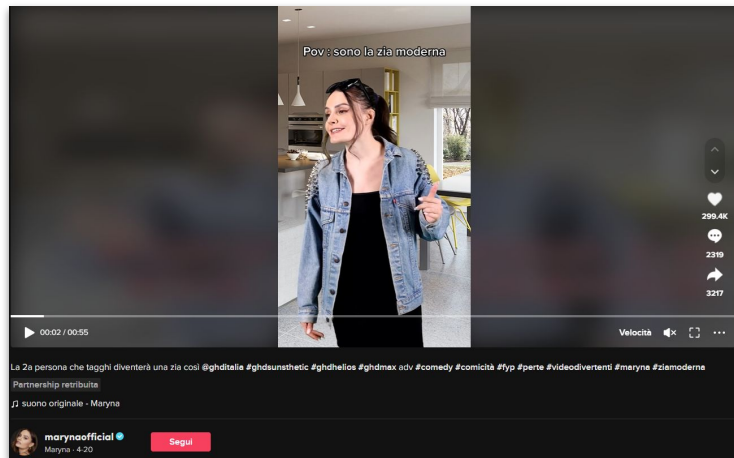 Pov : sono la zia moderna
299.4K
2319
3217
00:02 / 00:55
Velocità
La 2a persona che tagghi diventerà una zia così @ghditalia #ghdsunsthetic #ghdhelios #ghdmax adv #comedy #comicità #fyp #perte #videodivertenti #maryna #ziamoderna
Partnership retribuita
suono originale - Maryna
marynaofficial
Maryna · 4-20
Segui